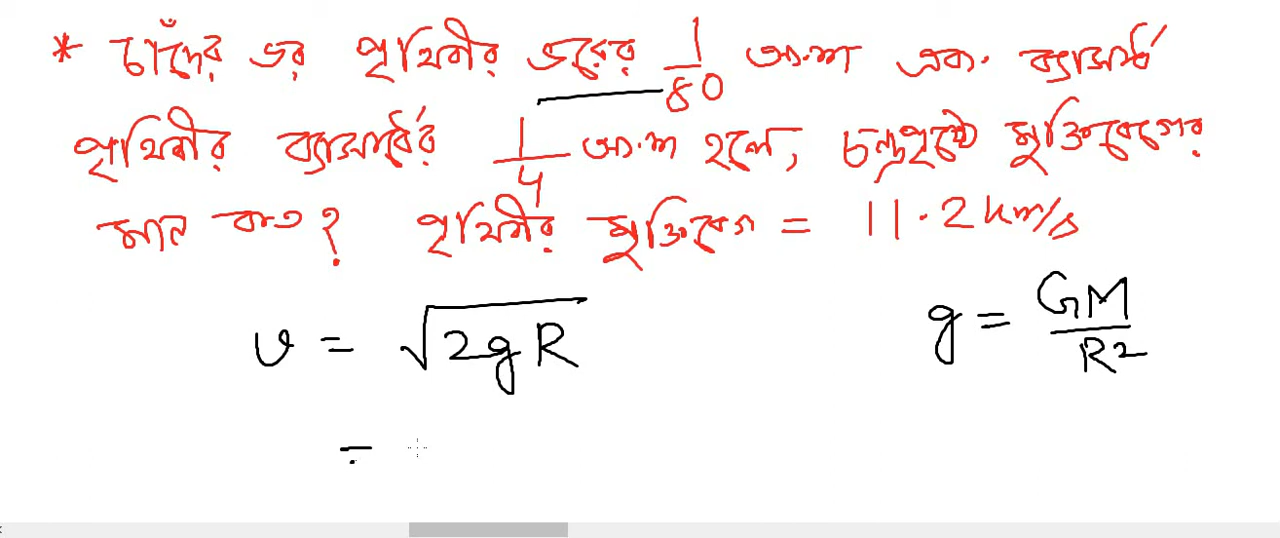 * চাঁদের ভর পৃথিবীর ভরের 1/80 অংশ এবং ব্যাসার্ধ
পৃথিবীর ব্যাসার্ধের 1/4 অংশ হলে, চন্দ্রপৃষ্ঠে মুক্তিবেগের
মান কত? পৃথিবীর মুক্তিবেগ = 11.2 km/s
v = √2gR g = GM/R²
=